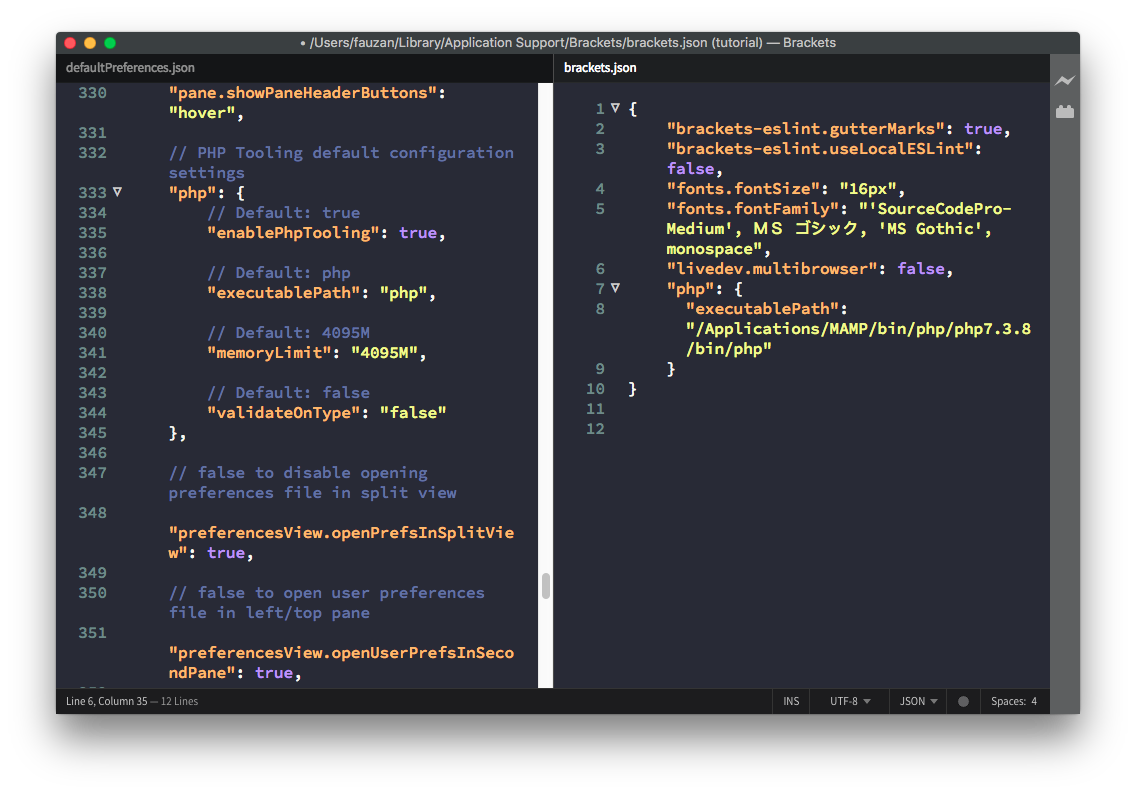 • /Users/fauzan/Library/Application Support/Brackets/brackets.json (tutorial) — Brackets
defaultPreferences.json
330 "pane.showPaneHeaderButtons":
"hover",
331
332 // PHP Tooling default configuration
settings
333 "php": {
334 // Default: true
335 "enablePhpTooling": true,
336
337 // Default: php
338 "executablePath": "php",
339
340 // Default: 4095M
341 "memoryLimit": "4095M",
342
343 // Default: false
344 "validateOnType": "false"
345 },
346
347 // false to disable opening
preferences file in split view
348
"preferencesView.openPrefsInSplitVie
w": true,
349
350 // false to open user preferences
file in left/top pane
351
"preferencesView.openUserPrefsInSeco
ndPane": true,
brackets.json
1 {
2 "brackets-eslint.gutterMarks": true,
3 "brackets-eslint.useLocalESLint":
false,
4 "fonts.fontSize": "16px",
5 "fonts.fontFamily": "'SourceCodePro-
Medium', ＭＳ ゴシック, 'MS Gothic',
monospace",
6 "livedev.multibrowser": false,
7 "php": {
8 "executablePath":
"/Applications/MAMP/bin/php/php7.3.8
/bin/php"
9 }
10 }
11
12
Line 6, Column 35 — 12 Lines
INS
UTF-8
JSON
Spaces: 4